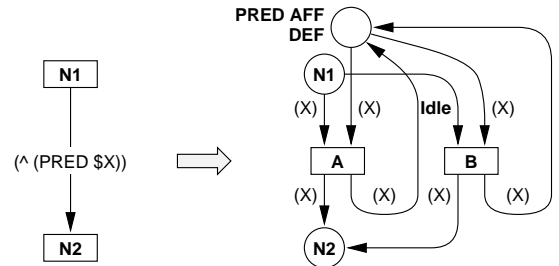 PRED AFF
DEF
N1
N1
(X)
(X)
Idle
(X)
(^ (PRED $X))
A
B
(X)
(X)
(X)
(X)
N2
N2